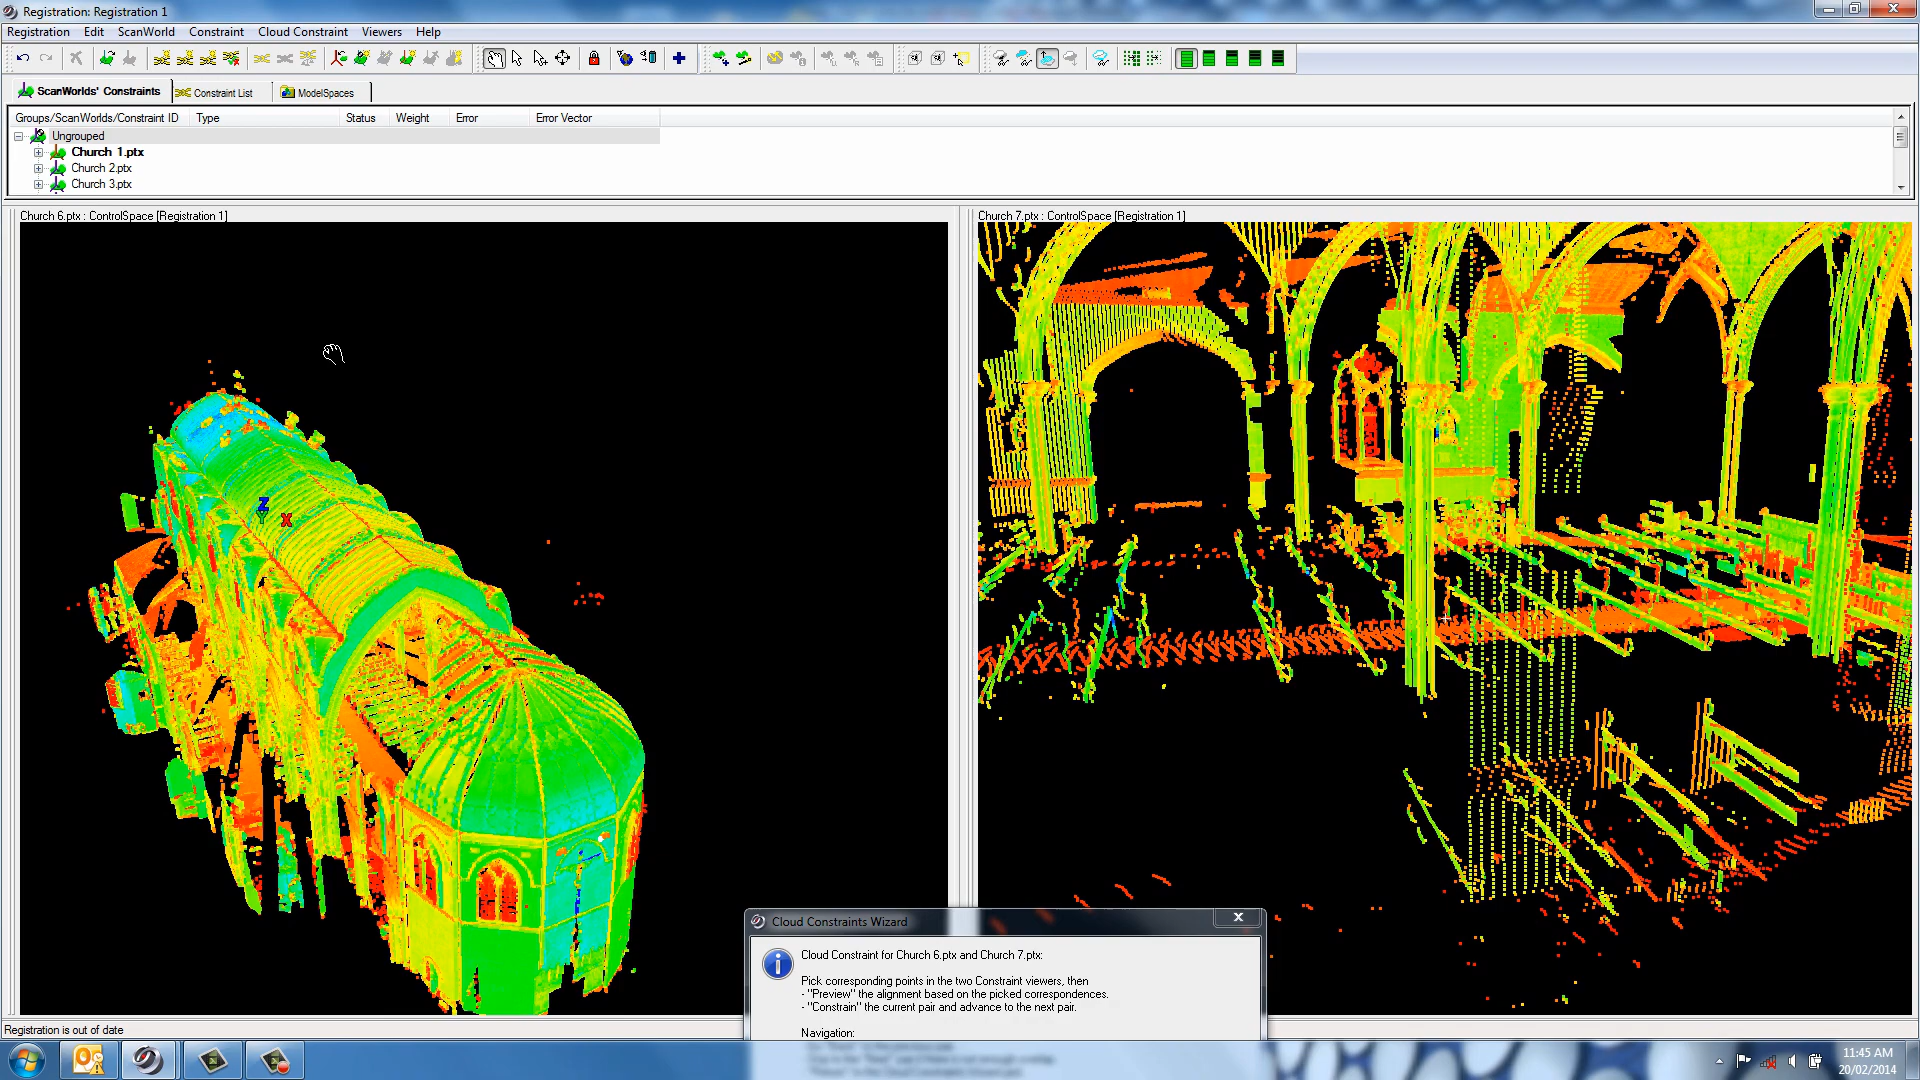 Registration: Registration 1
Registration Edit ScanWorld Constraint Cloud Constraint Viewers Help
ScanWorlds' Constraints Constraint List ModelSpaces
Groups/ScanWorlds/Constraint ID Type Status Weight Error Error Vector
Ungrouped
Church 1.ptx
Church 2.ptx
Church 3.ptx
Church 6.ptx : ControlSpace [Registration 1]
Church 7.ptx : ControlSpace [Registration 1]
Z
Y X
Cloud Constraints Wizard
Cloud Constraint for Church 6.ptx and Church 7.ptx:
Pick corresponding points in the two Constraint viewers, then
- "Preview" the alignment based on the picked correspondences.
- "Constrain" the current pair and advance to the next pair.
Navigation:
Registration is out of date
11:45 AM
20/02/2014